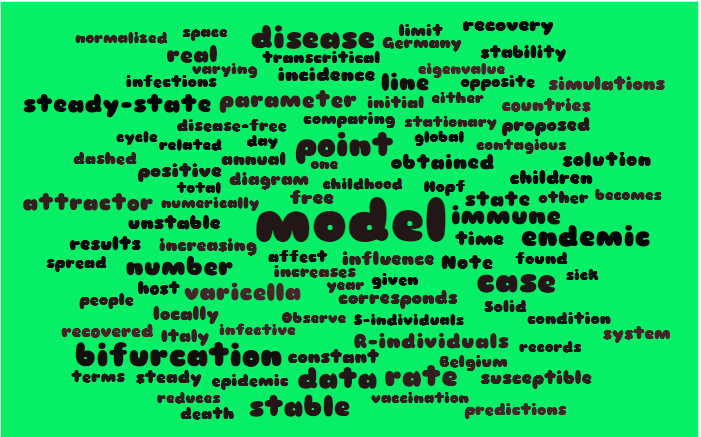 normalized space disease limit recovery
Germany
real transcritical stability
varying incidence eigenvalue
infections line opposite simulations
steady-state parameter initial either countries
disease-free comparing stationary proposed
cycle related day point global contagious
dashed annual one obtained solution
positive diagram children
total childhood Hopf
attractor numerically free state other becomes
unstable model immune
results increasing time endemic
spread number affect influence Note found
increases sick
host varicella year given case
people corresponds Solid
locally Observe S-individuals condition
recovered Italy infective R-individuals records system
bifurcation constant Belgium
terms steady epidemic data rate susceptible
reduces vaccination
death stable predictions